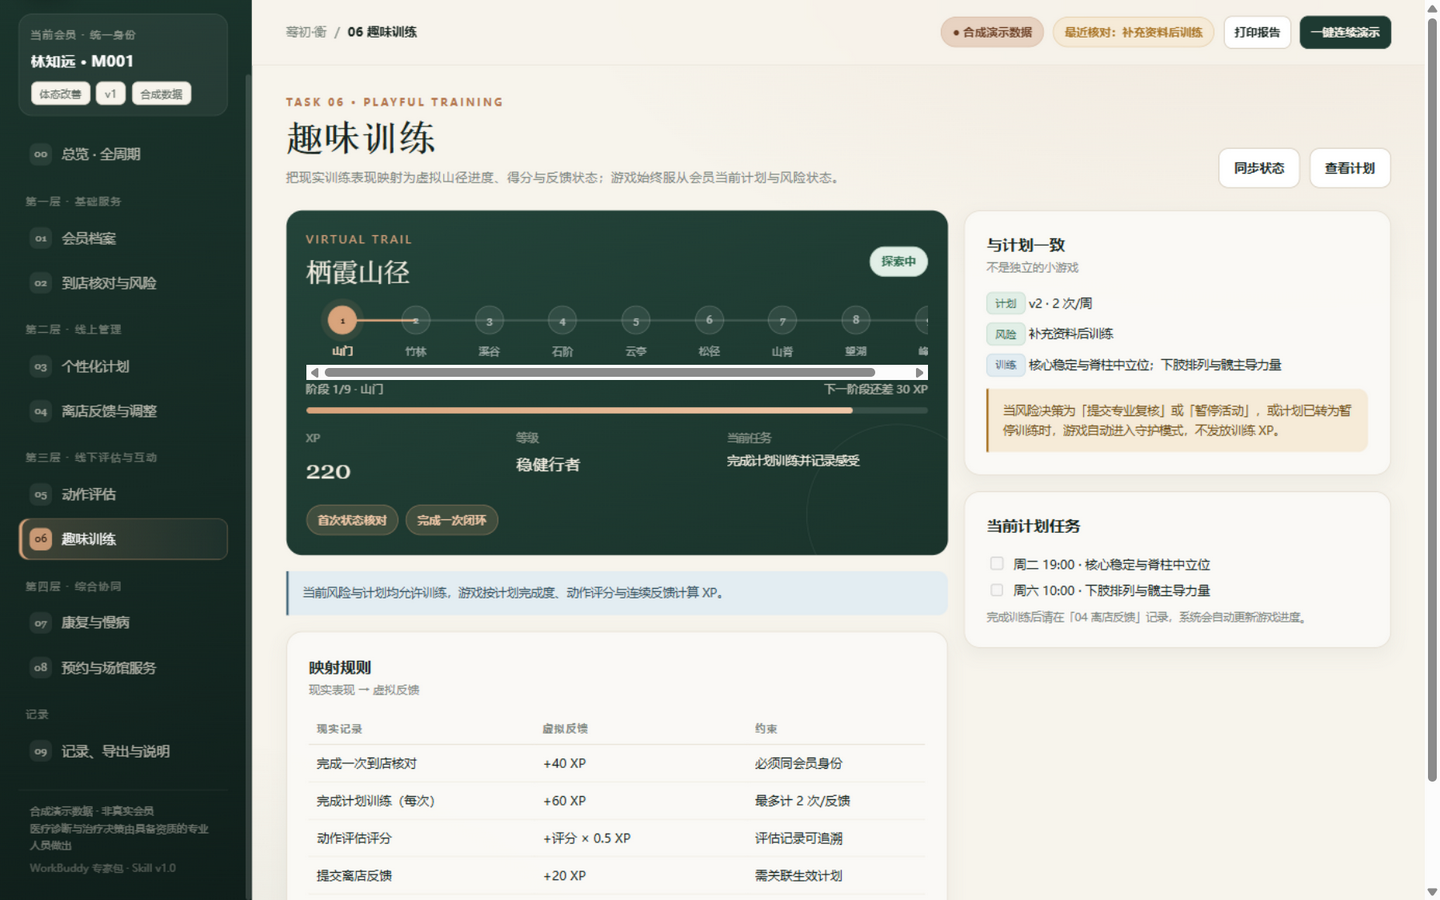 当前会员 · 统一身份
林知远 • M001
体态改善
v1
合成数据
00 总览 · 全周期
第一层 · 基础服务
01 会员档案
02 到店核对与风险
第二层 · 线上管理
03 个性化计划
04 离店反馈与调整
第三层 · 线下评估与互动
05 动作评估
06 趣味训练
第四层 · 综合协同
07 康复与慢病
08 预约与场馆服务
记录
09 记录、导出与说明
合成演示数据 · 非真实会员
医疗诊断与治疗决策由具备资质的专业
人员做出
WorkBuddy 专家包 · Skill v1.0
初·衡 / 06 趣味训练
● 合成演示数据
最近核对：补充资料后训练
打印报告
一键连续演示
TASK 06 • PLAYFUL TRAINING
趣味训练
把现实训练表现映射为虚拟山径进度、得分与反馈状态；游戏始终服从会员当前计划与风险状态。
同步状态
查看计划
VIRTUAL TRAIL
栖霞山径
探索中
1 2 3 4 5 6 7 8
山门 竹林 溪谷 石阶 云亭 松径 山脊 望湖
阶段 1/9 · 山门
下一阶段还差 30 XP
XP
220
等级
稳健行者
当前任务
完成计划训练并记录感受
首次状态核对
完成一次闭环
当前风险与计划均允许训练，游戏按计划完成度、动作评分与连续反馈计算 XP。
映射规则
现实表现 → 虚拟反馈
现实记录 虚拟反馈 约束
完成一次到店核对 +40 XP 必须同会员身份
完成计划训练（每次） +60 XP 最多计 2 次/反馈
动作评估评分 +评分 × 0.5 XP 评估记录可追溯
提交离店反馈 +20 XP 需关联生效计划
与计划一致
不是独立的小游戏
计划 v2 · 2 次/周
风险 补充资料后训练
训练 核心稳定与脊柱中立位；下肢排列与髋主导力量
当风险决策为「提交专业复核」或「暂停活动」，或计划已转为暂
停训练时，游戏自动进入守护模式，不发放训练 XP。
当前计划任务
周二 19:00 · 核心稳定与脊柱中立位
周六 10:00 · 下肢排列与髋主导力量
完成训练后请在「04 离店反馈」记录，系统会自动更新游戏进度。